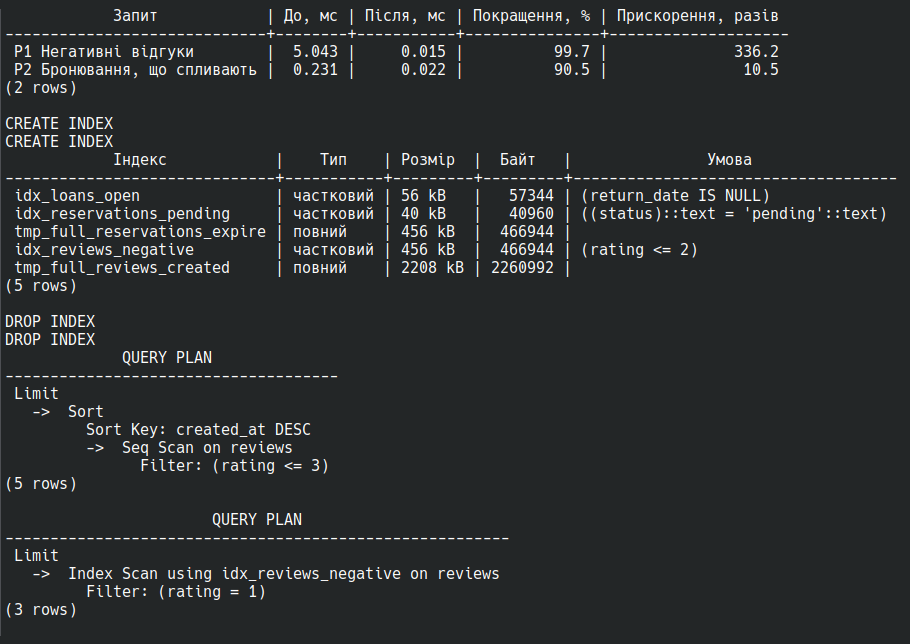 Запит            | До, мс | Після, мс | Покращення, % | Прискорення, разів
-----------------------------+--------+-----------+---------------+--------------------
 P1 Негативні відгуки        |  5.043 |     0.015 |          99.7 |              336.2
 P2 Бронювання, що спливають |  0.231 |     0.022 |          90.5 |               10.5
(2 rows)

CREATE INDEX
CREATE INDEX
            Індекс            |    Тип    | Розмір  |  Байт   |               Умова
------------------------------+-----------+---------+---------+------------------------------------
 idx_loans_open               | частковий | 56 kB   |   57344 | (return_date IS NULL)
 idx_reservations_pending     | частковий | 40 kB   |   40960 | ((status)::text = 'pending'::text)
 tmp_full_reservations_expire | повний    | 456 kB  |  466944 |
 idx_reviews_negative         | частковий | 456 kB  |  466944 | (rating <= 2)
 tmp_full_reviews_created     | повний    | 2208 kB | 2260992 |
(5 rows)

DROP INDEX
DROP INDEX
             QUERY PLAN
-------------------------------------
 Limit
   ->  Sort
         Sort Key: created_at DESC
         ->  Seq Scan on reviews
               Filter: (rating <= 3)
(5 rows)

                       QUERY PLAN
--------------------------------------------------------
 Limit
   ->  Index Scan using idx_reviews_negative on reviews
         Filter: (rating = 1)
(3 rows)